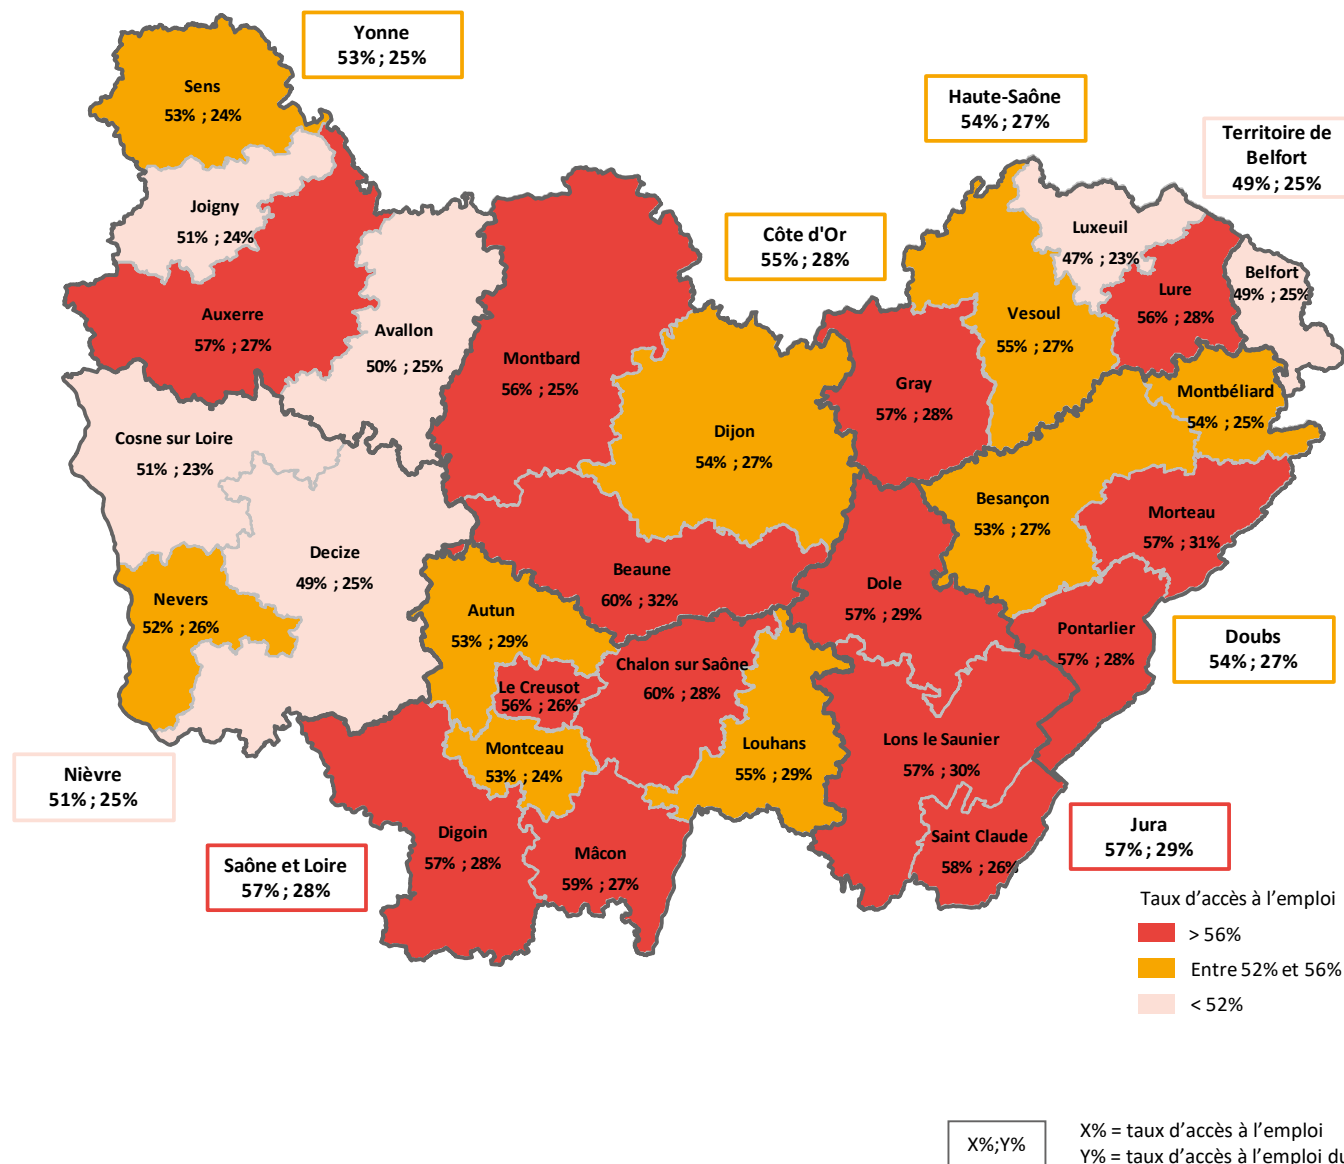 Yonne
53% ; 25%
Sens
53% ; 24%
Haute-Saône
54% ; 27%
Territoire de
Belfort
49% ; 25%
Joigny
51% ; 24%
Côte d'Or
55% ; 28%
Luxeuil
47% ; 23%
Belfort
49% ; 25%
Lure
56% ; 28%
Auxerre
57% ; 27%
Avallon
50% ; 25%
Vesoul
55% ; 27%
Montbard
56% ; 25%
Gray
57% ; 28%
Montbéliard
54% ; 25%
Cosne sur Loire
51% ; 23%
Dijon
54% ; 27%
Besançon
53% ; 27%
Morteau
57% ; 31%
Decize
49% ; 25%
Beaune
60% ; 32%
Dole
57% ; 29%
Nevers
52% ; 26%
Autun
53% ; 29%
Pontarlier
57% ; 28%
Doubs
54% ; 27%
Chalon sur Saône
60% ; 28%
Le Creusot
56% ; 26%
Montceau
53% ; 24%
Louhans
55% ; 29%
Lons le Saunier
57% ; 30%
Nièvre
51% ; 25%
Digoin
57% ; 28%
Mâcon
59% ; 27%
Saint Claude
58% ; 26%
Jura
57% ; 29%
Saône et Loire
57% ; 28%
Taux d’accès à l’emploi
> 56%
Entre 52% et 56%
< 52%
X%;Y%
X% = taux d’accès à l’emploi
Y% = taux d’accès à l’emploi du